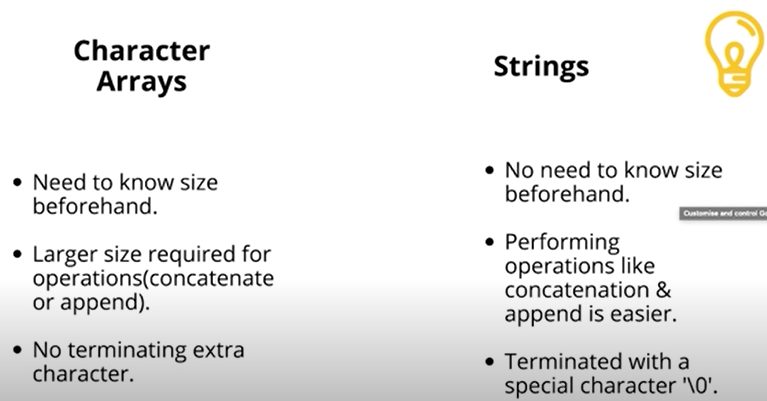 Character
Arrays
• Need to know size
beforehand.
• Larger size required for
operations(concatenate
or append).
• No terminating extra
character.
Strings
• No need to know size
beforehand.
• Performing
operations like
concatenation &
append is easier.
• Terminated with a
special character '\0'.
Customise and control Go